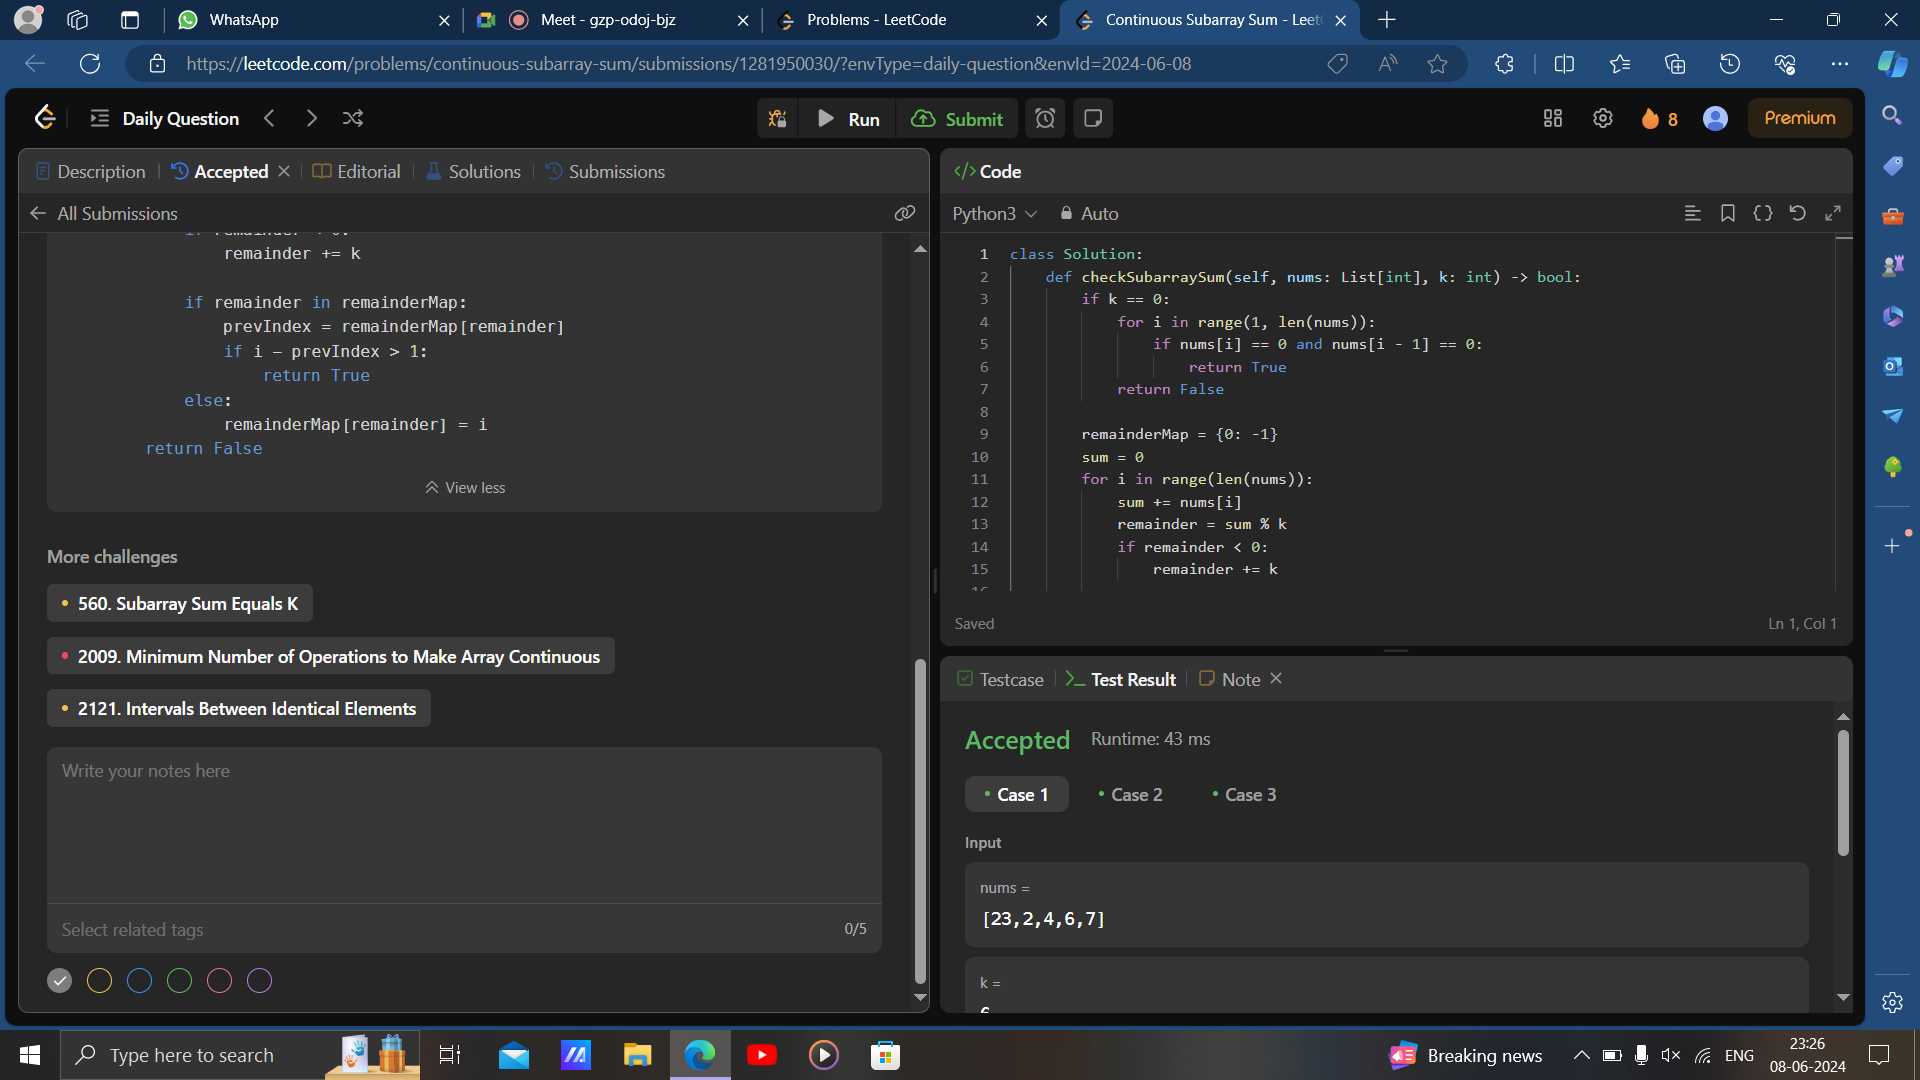 WhatsApp
Meet - gzp-odoj-bjz
Problems - LeetCode
Continuous Subarray Sum - Leet
https://leetcode.com/problems/continuous-subarray-sum/submissions/1281950030/?envType=daily-question&envId=2024-06-08
Daily Question
Run
Submit
8
Premium
Description
Accepted
Editorial
Solutions
Submissions
All Submissions
remainder += k
if remainder in remainderMap:
prevIndex = remainderMap[remainder]
if i - prevIndex > 1:
return True
else:
remainderMap[remainder] = i
return False
View less
More challenges
560. Subarray Sum Equals K
2009. Minimum Number of Operations to Make Array Continuous
2121. Intervals Between Identical Elements
Write your notes here
Select related tags
0/5
</> Code
Python3
Auto
1 class Solution:
2 def checkSubarraySum(self, nums: List[int], k: int) -> bool:
3 if k == 0:
4 for i in range(1, len(nums)):
5 if nums[i] == 0 and nums[i - 1] == 0:
6 return True
7 return False
8
9 remainderMap = {0: -1}
10 sum = 0
11 for i in range(len(nums)):
12 sum += nums[i]
13 remainder = sum % k
14 if remainder < 0:
15 remainder += k
Saved
Ln 1, Col 1
Testcase
Test Result
Note
Accepted
Runtime: 43 ms
Case 1
Case 2
Case 3
Input
nums =
[23,2,4,6,7]
k =
Type here to search
Breaking news
ENG
23:26
08-06-2024